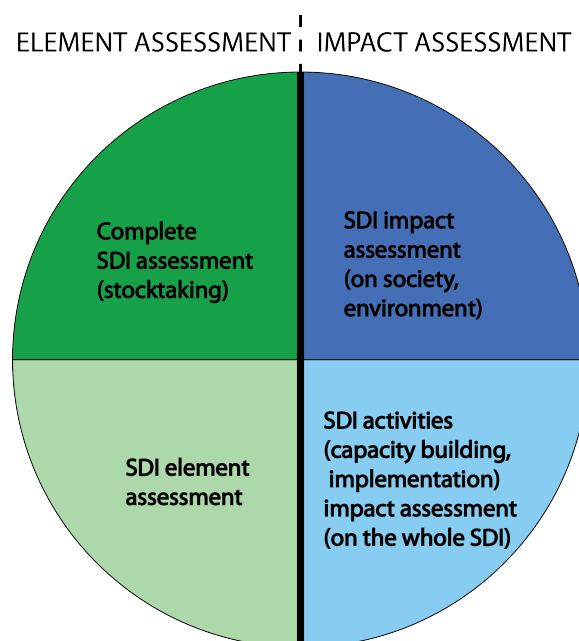 ELEMENT ASSESSMENT
IMPACT ASSESSMENT
Complete
SDI assessment
(stocktaking)
SDI impact
assessment
(on society,
environment)
SDI element
assessment
SDI activities
(capacity building,
implementation)
impact assessment
(on the whole SDI)